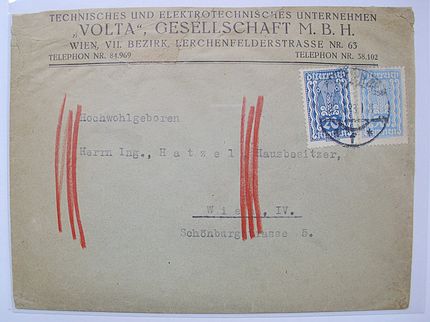 TECHNISCHES UND ELEKTROTECHNISCHES UNTERNEHMEN
„VOLTA“, GESELLSCHAFT M. B. H.
WIEN, VII. BEZIRK, LERCHENFELDERSTRASSE NR. 63
TELEPHON NR. 84.969 TELEPHON NR. 38.102
Hochwohlgeboren
Herrn Ing., Hatzel Hausbesitzer,
Wien, IV.
Schönburgstrasse 5.